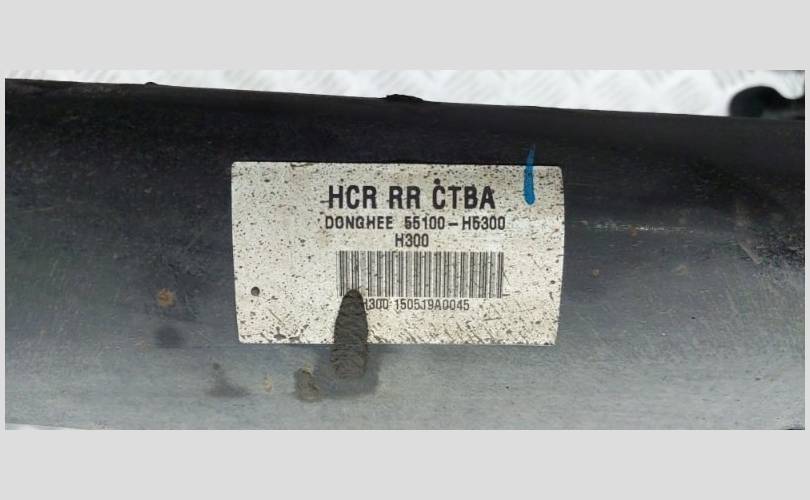 HCR RR CTBA
DONGHEE 55100-H5300
H300
H300 150519A0045